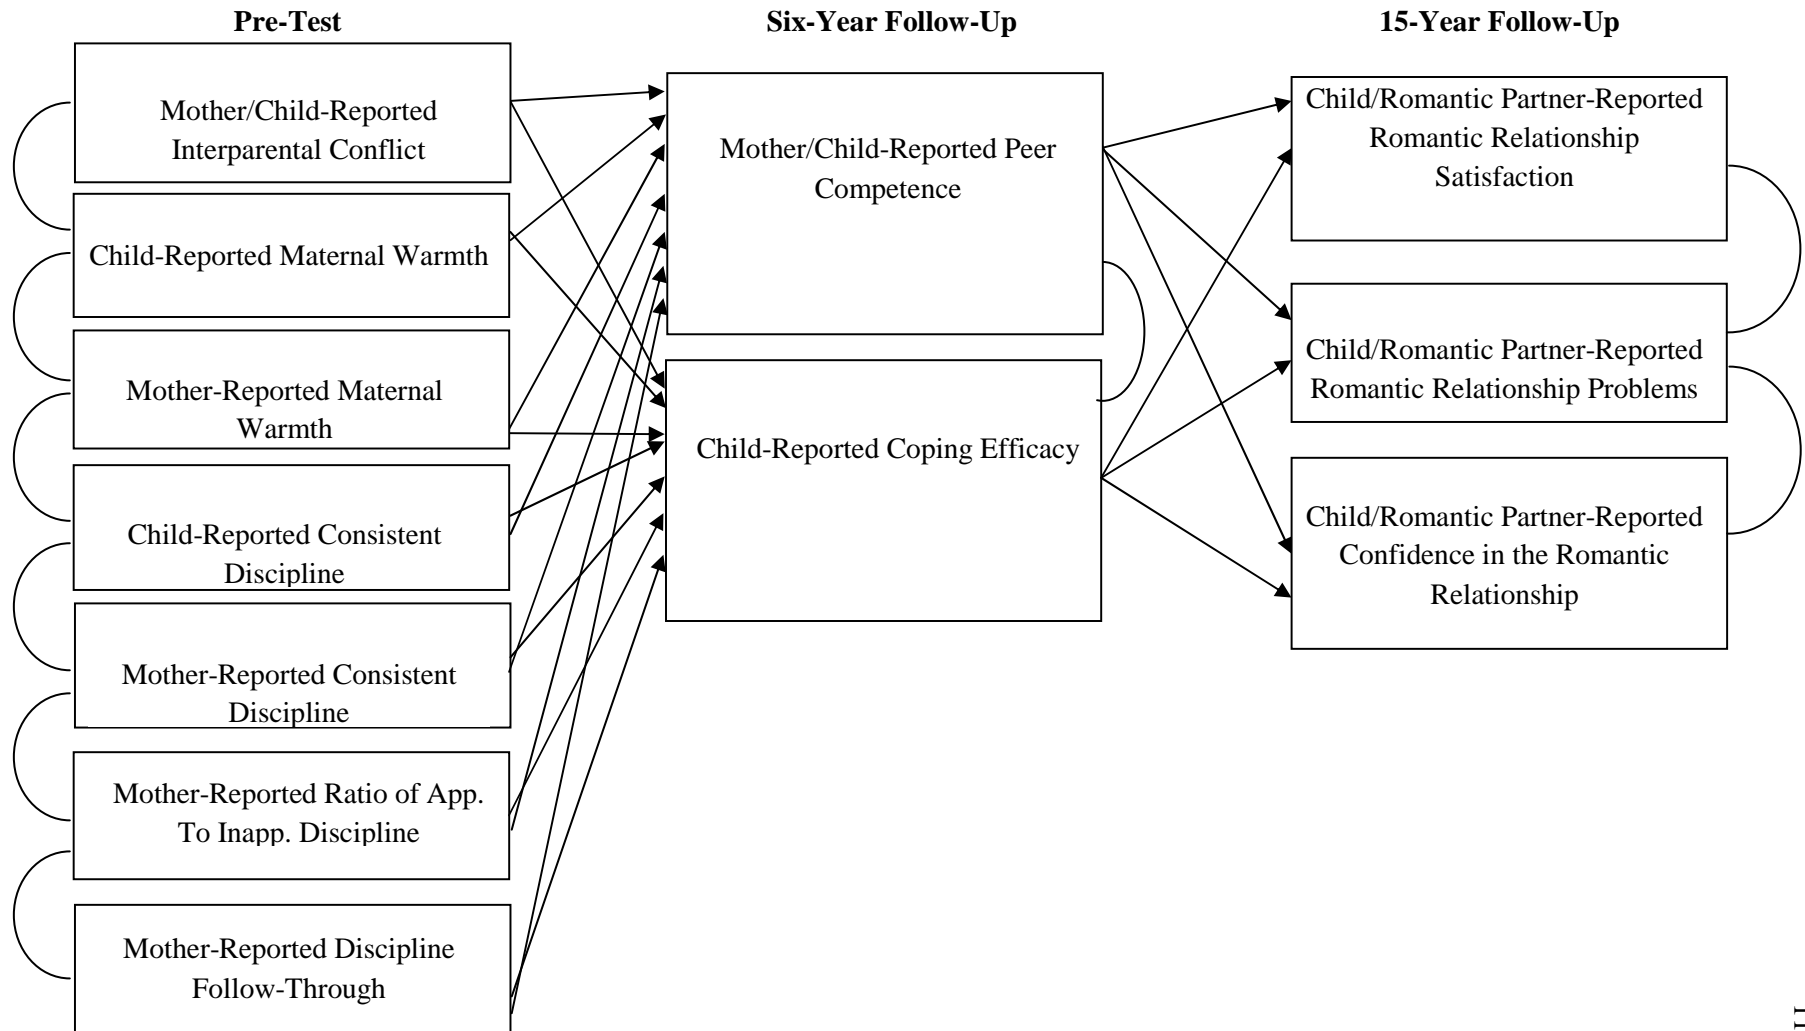 Pre-Test
Six-Year Follow-Up
15-Year Follow-Up
Mother/Child-Reported
Interparental Conflict
Child-Reported Maternal Warmth
Mother-Reported Maternal
Warmth
Child-Reported Consistent
Discipline
Mother-Reported Consistent
Discipline
Mother-Reported Ratio of App.
To Inapp. Discipline
Mother-Reported Discipline
Follow-Through
Mother/Child-Reported Peer
Competence
Child-Reported Coping Efficacy
Child/Romantic Partner-Reported
Romantic Relationship
Satisfaction
Child/Romantic Partner-Reported
Romantic Relationship Problems
Child/Romantic Partner-Reported
Confidence in the Romantic
Relationship